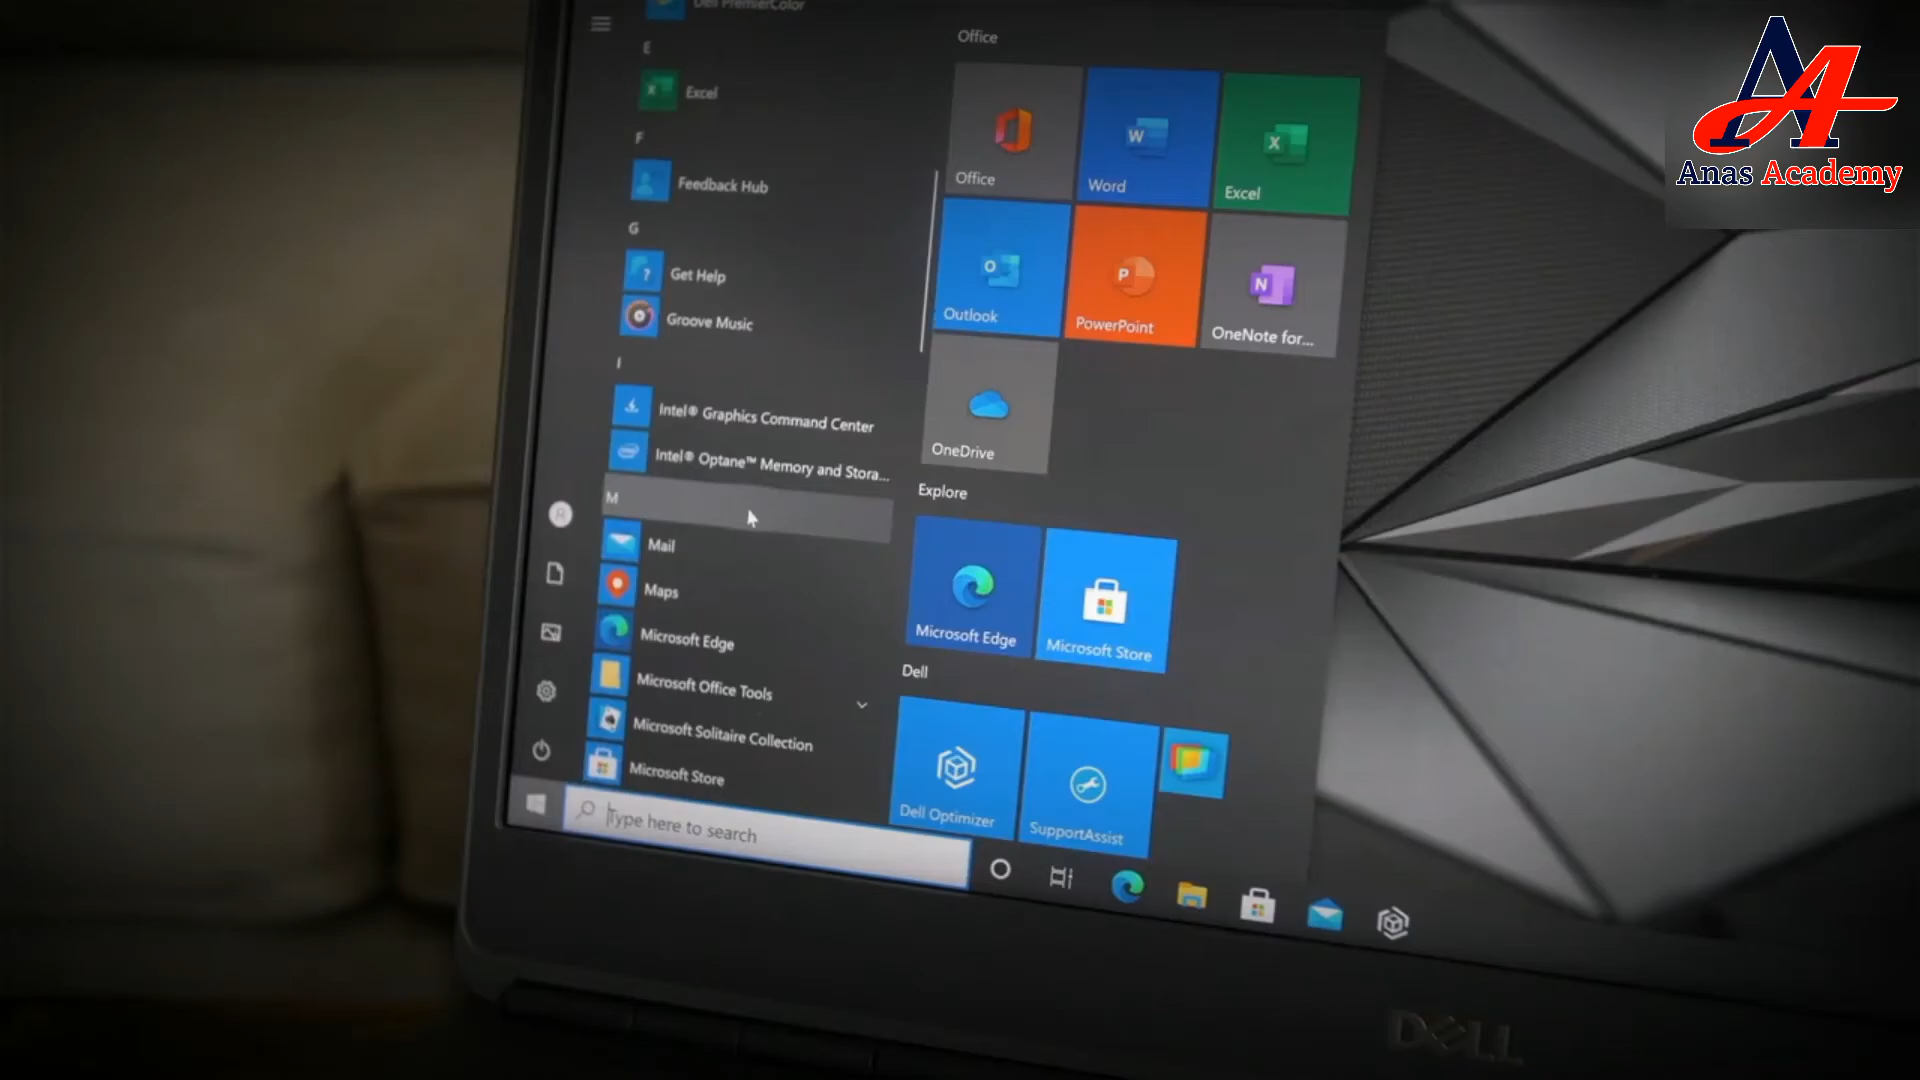 Dell PremierColor
E
Excel
F
Feedback Hub
G
Get Help
Groove Music
I
Intel® Graphics Command Center
Intel® Optane™ Memory and Stora...
M
Mail
Maps
Microsoft Edge
Microsoft Office Tools
Microsoft Solitaire Collection
Microsoft Store
Type here to search
Office
Office
Word
Excel
Outlook
PowerPoint
OneNote for...
OneDrive
Explore
Microsoft Edge
Microsoft Store
Dell
Dell Optimizer
SupportAssist
DELL
Anas Academy